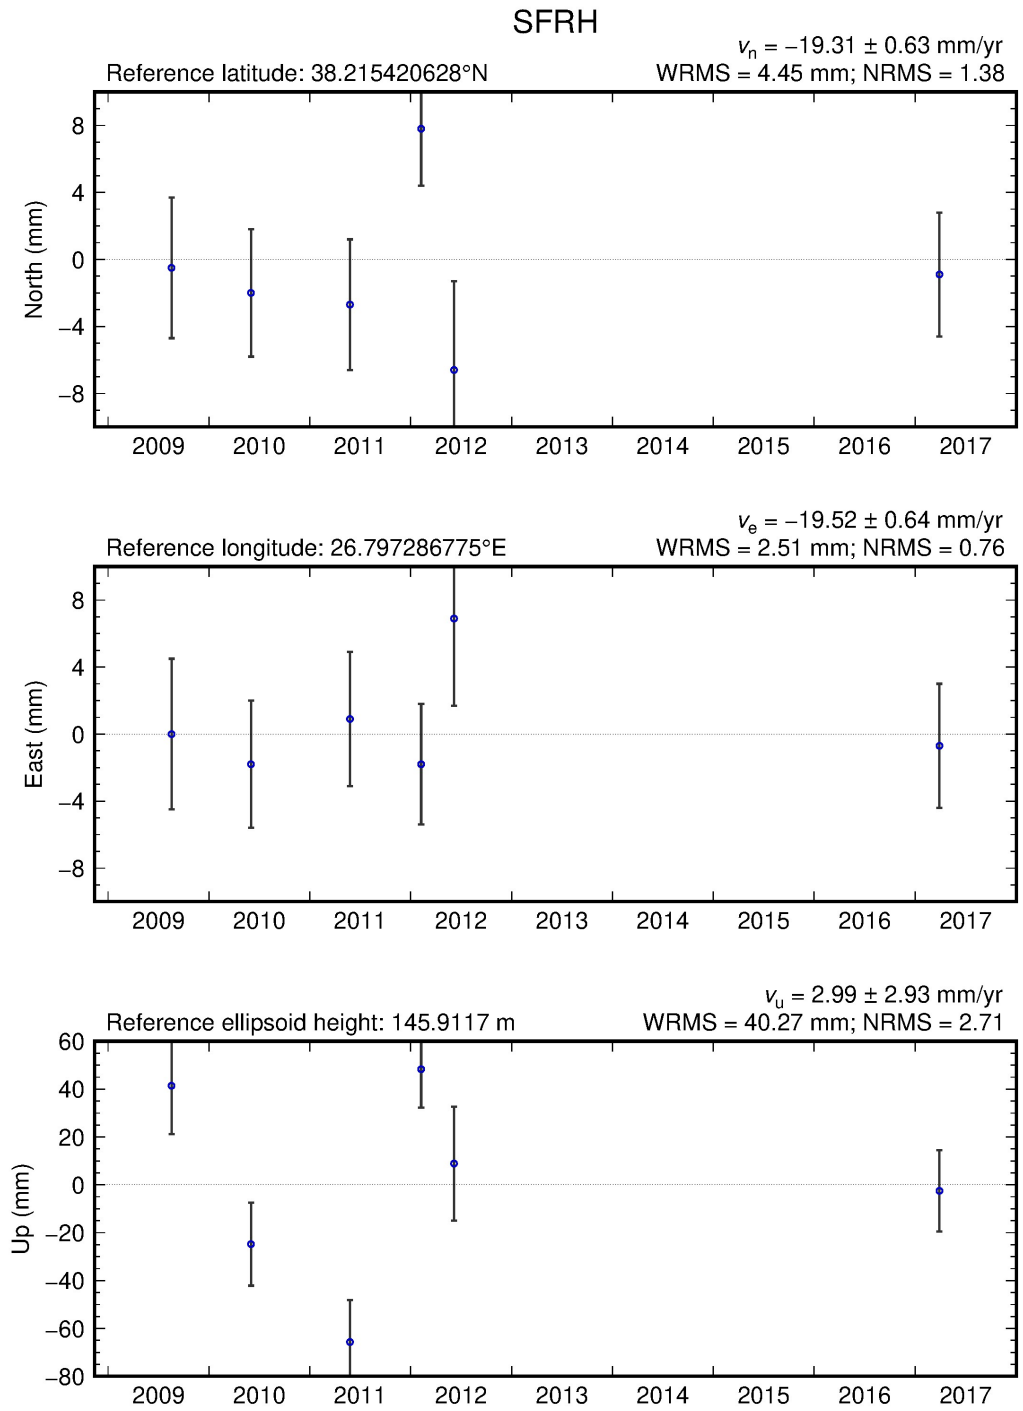 SFRH
vn = −19.31 ± 0.63 mm/yr
Reference latitude: 38.215420628°N
WRMS = 4.45 mm; NRMS = 1.38
8
4
0
−4
−8
North (mm)
2009 2010 2011 2012 2013 2014 2015 2016 2017
ve = −19.52 ± 0.64 mm/yr
Reference longitude: 26.797286775°E
WRMS = 2.51 mm; NRMS = 0.76
8
4
0
−4
−8
East (mm)
2009 2010 2011 2012 2013 2014 2015 2016 2017
vu = 2.99 ± 2.93 mm/yr
Reference ellipsoid height: 145.9117 m
WRMS = 40.27 mm; NRMS = 2.71
60
40
20
0
−20
−40
−60
−80
Up (mm)
2009 2010 2011 2012 2013 2014 2015 2016 2017